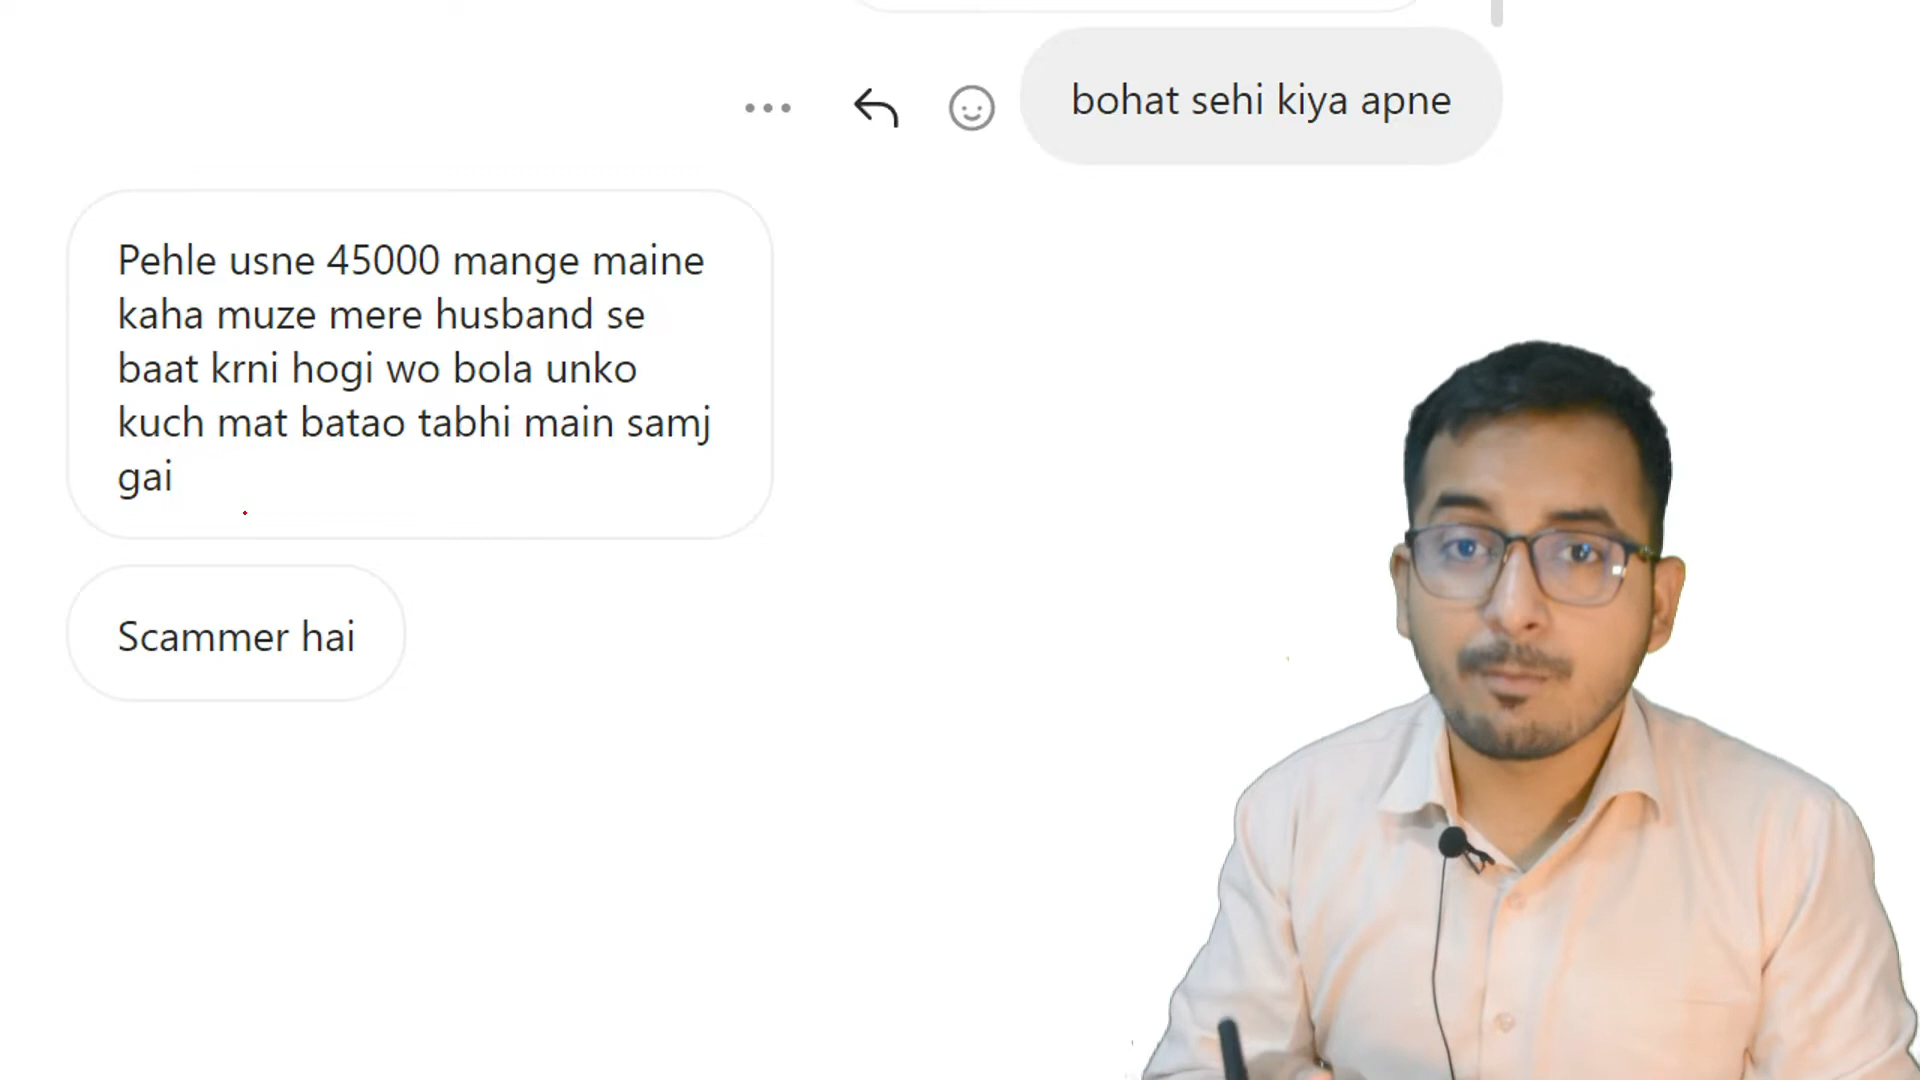 bohat sehi kiya apne
Pehle usne 45000 mange maine
kaha muze mere husband se
baat krni hogi wo bola unko
kuch mat batao tabhi main samj
gai
Scammer hai